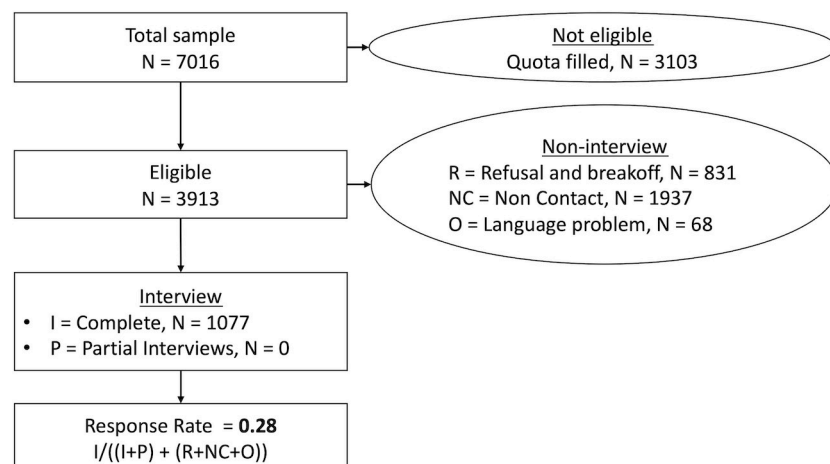 Total sample
N = 7016
Not eligible
Quota filled, N = 3103
Eligible
N = 3913
Non-interview
R = Refusal and breakoff, N = 831
NC = Non Contact, N = 1937
O = Language problem, N = 68
Interview
• I = Complete, N = 1077
• P = Partial Interviews, N = 0
Response Rate = 0.28
I/((I+P) + (R+NC+O))